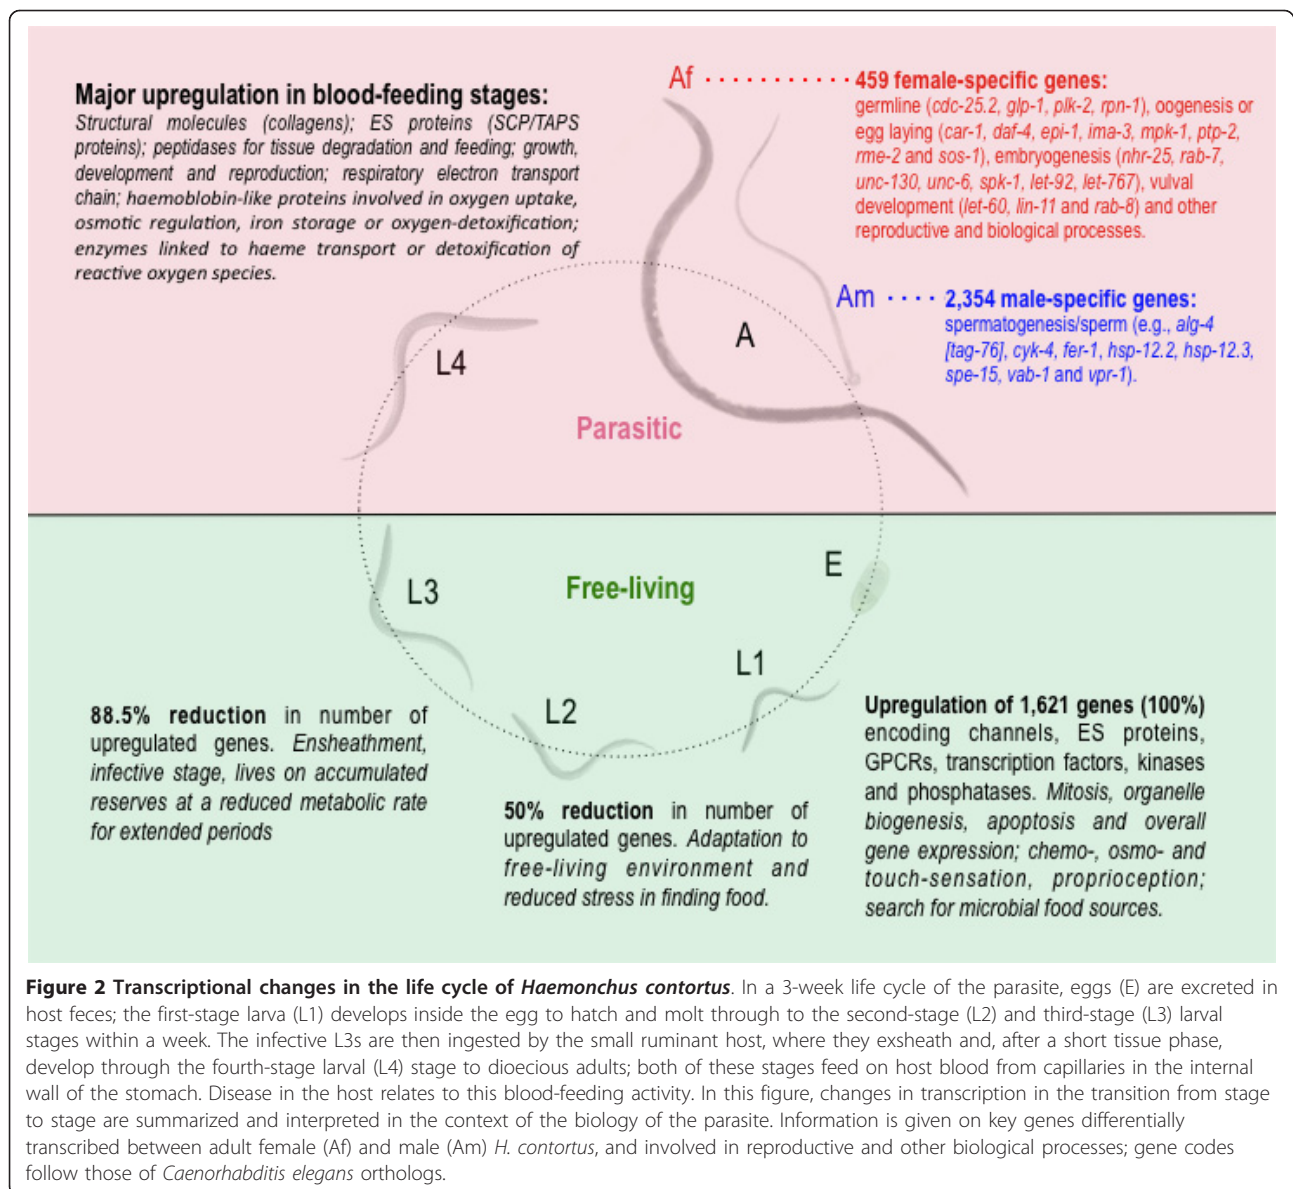 Major upregulation in blood-feeding stages:
Structural molecules (collagens); ES proteins (SCP/TAPS
proteins); peptidases for tissue degradation and feeding; growth,
development and reproduction; respiratory electron transport
chain; haemoblobin-like proteins involved in oxygen uptake,
osmotic regulation, iron storage or oxygen-detoxification;
enzymes linked to haeme transport or detoxification of
reactive oxygen species.
Af
459 female-specific genes:
germline (cdc-25.2, glp-1, plk-2, rpn-1), oogenesis or
egg laying (car-1, daf-4, epi-1, ima-3, mpk-1, ptp-2,
rme-2 and sos-1), embryogenesis (nhr-25, rab-7,
unc-130, unc-6, spk-1, let-92, let-767), vulval
development (let-60, lin-11 and rab-8) and other
reproductive and biological processes.
Am
2,354 male-specific genes:
spermatogenesis/sperm (e.g., alg-4
[tag-76], cyk-4, fer-1, hsp-12.2, hsp-12.3,
spe-15, vab-1 and vpr-1).
A
L4
Parasitic
Free-living
E
L3
L1
L2
88.5% reduction in number of
upregulated genes. Ensheathment,
infective stage, lives on accumulated
reserves at a reduced metabolic rate
for extended periods
50% reduction in number of
upregulated genes. Adaptation to
free-living environment and
reduced stress in finding food.
Upregulation of 1,621 genes (100%)
encoding channels, ES proteins,
GPCRs, transcription factors, kinases
and phosphatases. Mitosis, organelle
biogenesis, apoptosis and overall
gene expression; chemo-, osmo- and
touch-sensation, proprioception;
search for microbial food sources.
Figure 2 Transcriptional changes in the life cycle of Haemonchus contortus. In a 3-week life cycle of the parasite, eggs (E) are excreted in
host feces; the first-stage larva (L1) develops inside the egg to hatch and molt through to the second-stage (L2) and third-stage (L3) larval
stages within a week. The infective L3s are then ingested by the small ruminant host, where they exsheath and, after a short tissue phase,
develop through the fourth-stage larval (L4) stage to dioecious adults; both of these stages feed on host blood from capillaries in the internal
wall of the stomach. Disease in the host relates to this blood-feeding activity. In this figure, changes in transcription in the transition from stage
to stage are summarized and interpreted in the context of the biology of the parasite. Information is given on key genes differentially
transcribed between adult female (Af) and male (Am) H. contortus, and involved in reproductive and other biological processes; gene codes
follow those of Caenorhabditis elegans orthologs.